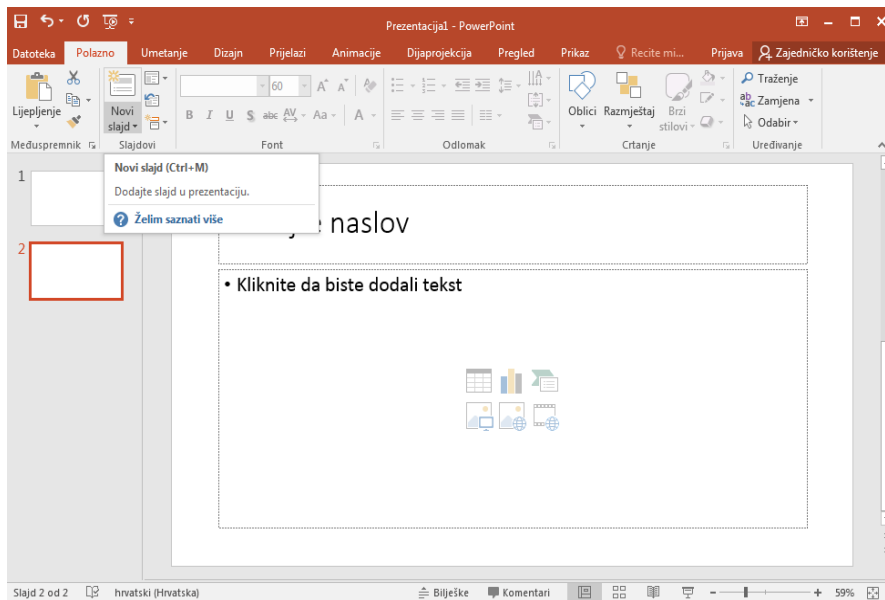 Prezentacija1 - PowerPoint
Datoteka Polazno Umetanje Dizajn Prijelazi Animacije Dijaprojekcija Pregled Prikaz Recite mi... Prijava Zajedničko korištenje
Lijepljenje
Novi
slajd
60
A A
B I U S abc AV Aa A
Oblici Razmještaj Brzi
stilovi
Traženje
Zamjena
Odabir
Međuspremnik Slajdovi Font Odlomak Crtanje Uređivanje
Novi slajd (Ctrl+M)
Dodajte slajd u prezentaciju.
Želim saznati više
1
2
naslov
• Kliknite da biste dodali tekst
Slajd 2 od 2 hrvatski (Hrvatska) Bilješke Komentari 59%